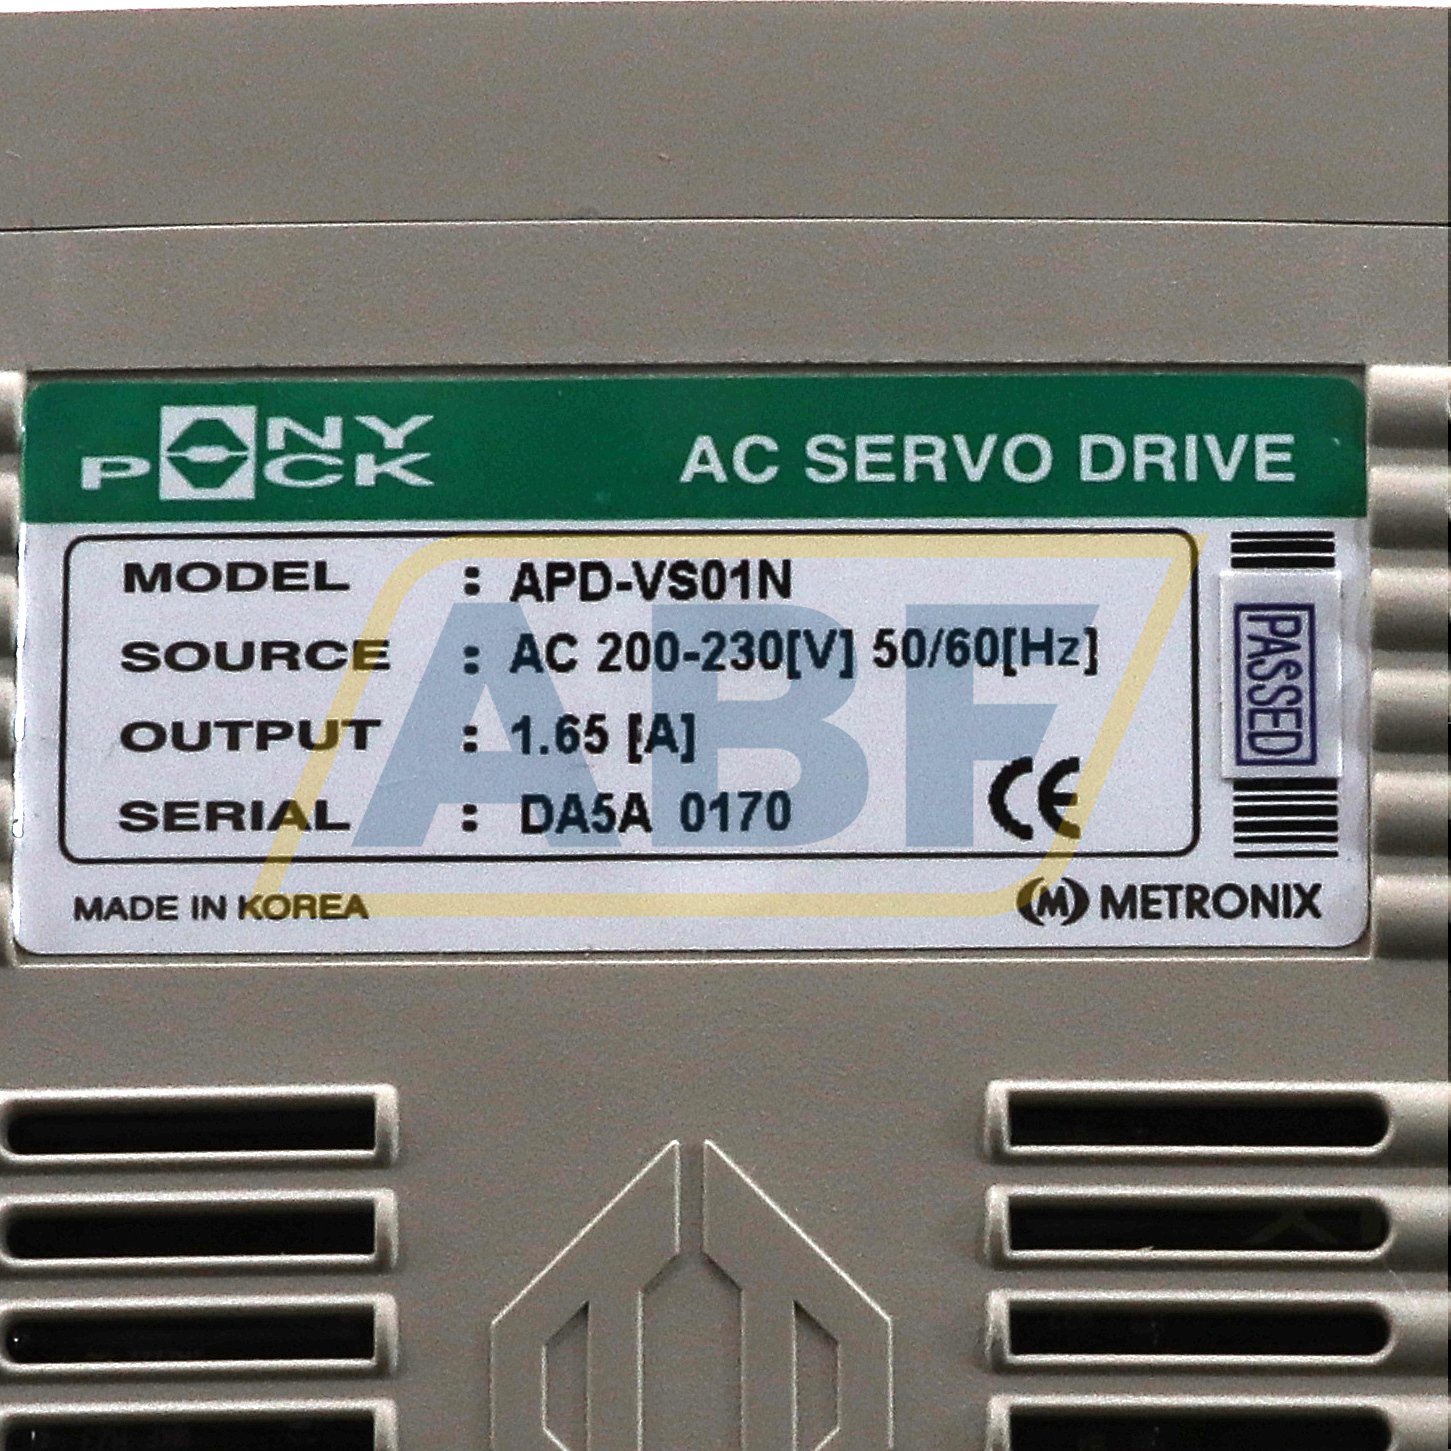 ANY
PACK
AC SERVO DRIVE
MODEL : APD-VS01N
SOURCE : AC 200-230[V] 50/60[Hz]
OUTPUT : 1.65 [A]
SERIAL : DA5A 0170
CE
PASSED
MADE IN KOREA
(M) METRONIX
ABF